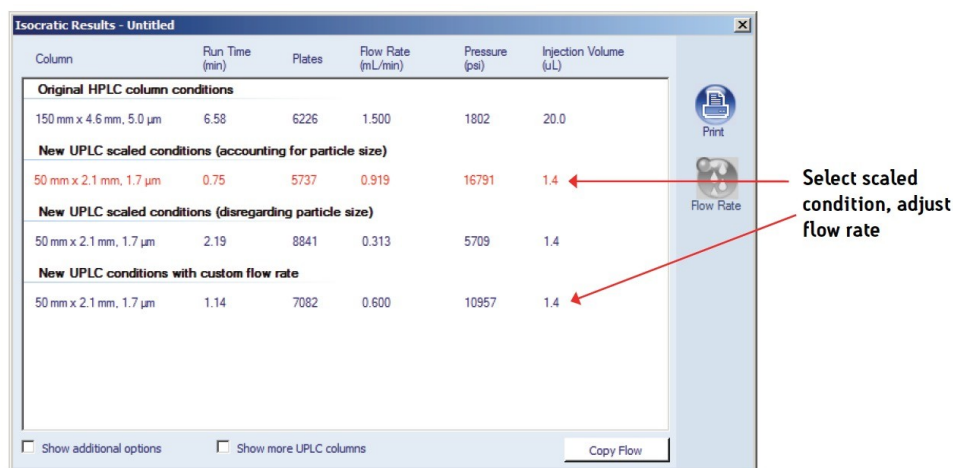 Isocratic Results - Untitled
Column Run Time (min) Plates Flow Rate (mL/min) Pressure (psi) Injection Volume (uL)
Original HPLC column conditions
150 mm x 4.6 mm, 5.0 µm 6.58 6226 1.500 1802 20.0
Print
New UPLC scaled conditions (accounting for particle size)
50 mm x 2.1 mm, 1.7 µm 0.75 5737 0.919 16791 1.4
Flow Rate
New UPLC scaled conditions (disregarding particle size)
50 mm x 2.1 mm, 1.7 µm 2.19 8841 0.313 5709 1.4
New UPLC conditions with custom flow rate
50 mm x 2.1 mm, 1.7 µm 1.14 7082 0.600 10957 1.4
Show additional options Show more UPLC columns Copy Flow
Select scaled
condition, adjust
flow rate